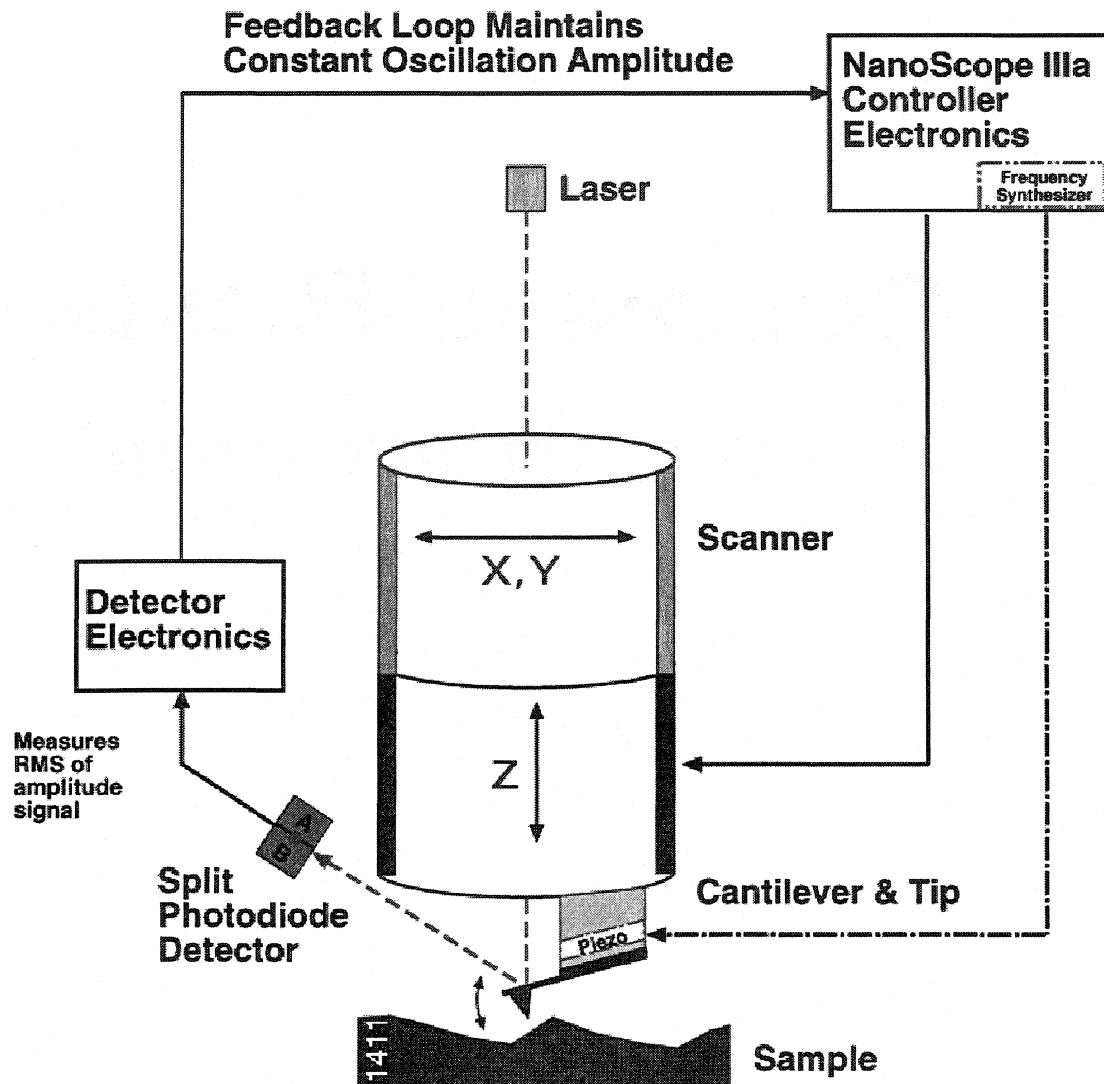 Feedback Loop Maintains
Constant Oscillation Amplitude
NanoScope IIIa
Controller
Electronics
Frequency
Synthesizer
Laser
Scanner
X, Y
Detector
Electronics
Z
Measures
RMS of
amplitude
signal
A
B
Split
Photodiode
Detector
Cantilever & Tip
Piezo
1411
Sample